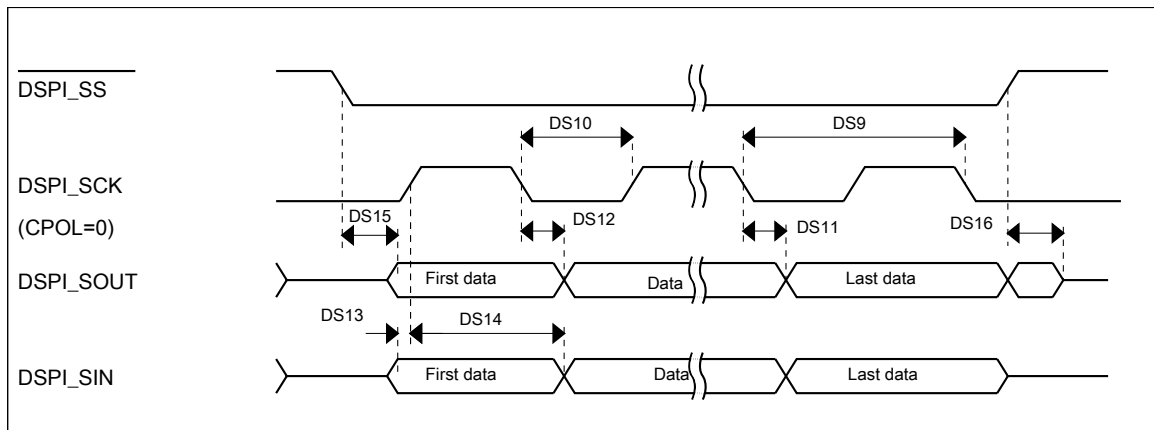 DSPI_SS
DS10
DS9
DSPI_SCK
(CPOL=0)
DS15
DS12
DS11
DS16
DSPI_SOUT
First data
Data
Last data
DS13
DS14
DSPI_SIN
First data
Data
Last data